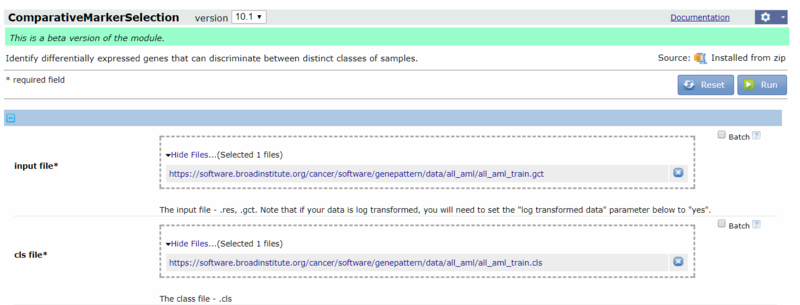 ComparativeMarkerSelection version 10.1 Documentation
This is a beta version of the module.
Identify differentially expressed genes that can discriminate between distinct classes of samples. Source: Installed from zip
* required field
Reset Run
Batch ?
Hide Files...(Selected 1 files)
input file*
https://software.broadinstitute.org/cancer/software/genepattern/data/all_aml/all_aml_train.gct
The input file - .res, .gct. Note that if your data is log transformed, you will need to set the "log transformed data" parameter below to "yes".
Batch ?
Hide Files...(Selected 1 files)
cls file*
https://software.broadinstitute.org/cancer/software/genepattern/data/all_aml/all_aml_train.cls
The class file - .cls